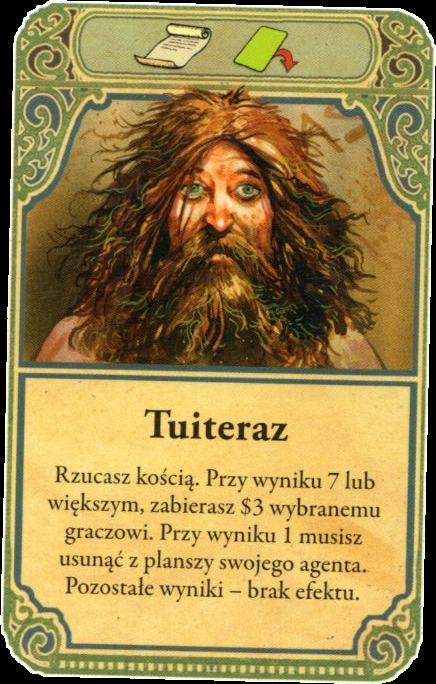 Tuiteraz
Rzucasz kością. Przy wyniku 7 lub
większym, zabierasz $3 wybranemu
graczowi. Przy wyniku 1 musisz
usunąć z planszy swojego agenta.
Pozostałe wyniki – brak efektu.